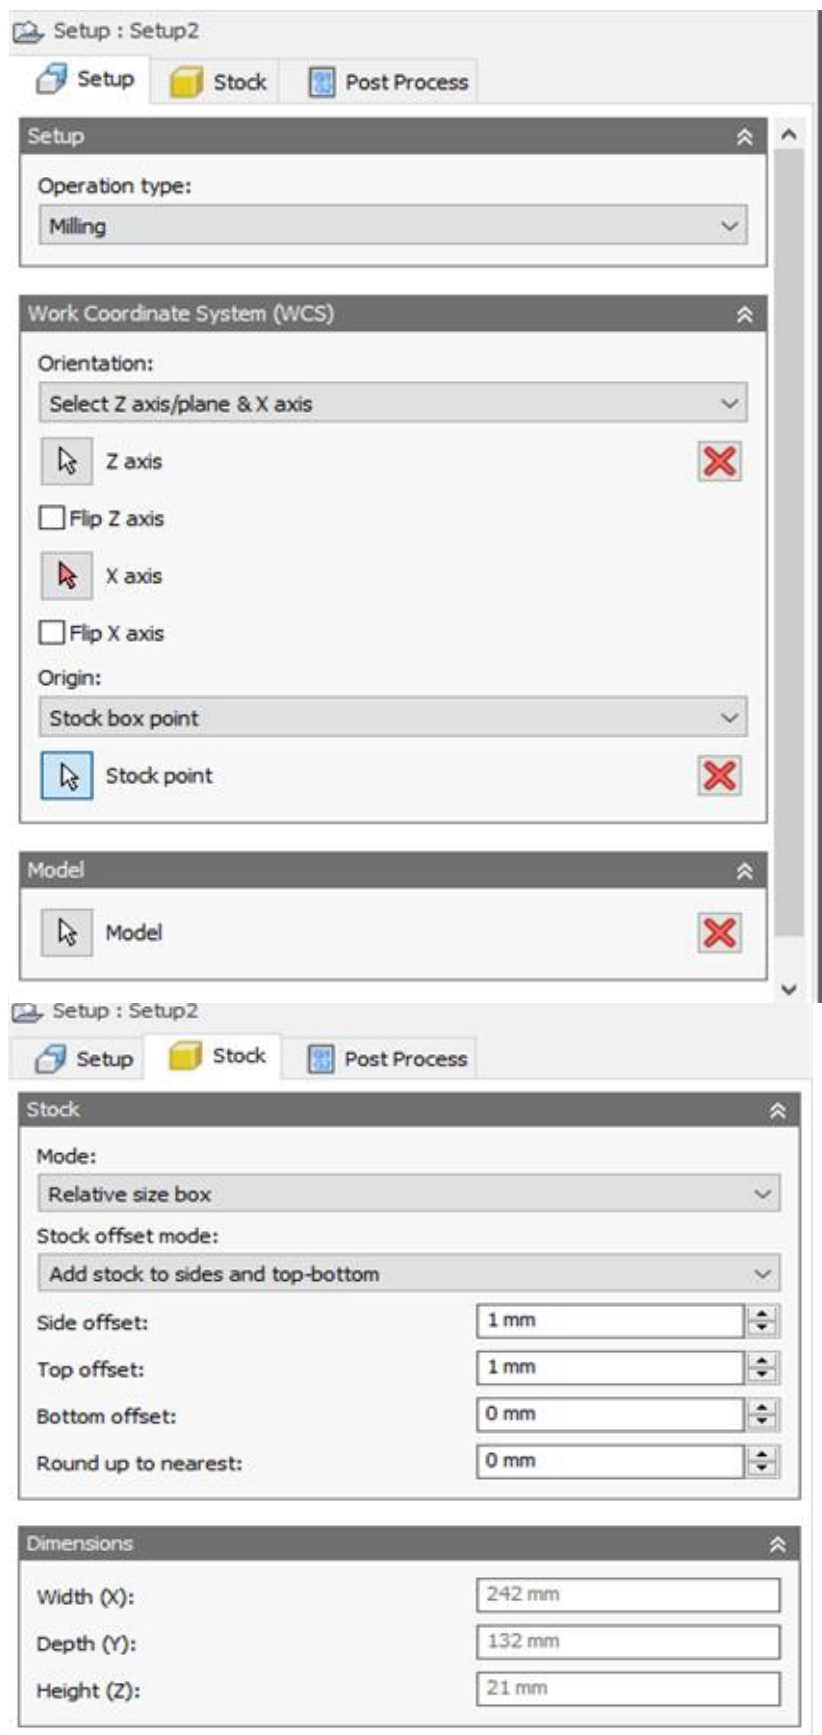 Setup : Setup2
Setup Stock Post Process
Setup
Operation type:
Milling
Work Coordinate System (WCS)
Orientation:
Select Z axis/plane & X axis
Z axis
Flip Z axis
X axis
Flip X axis
Origin:
Stock box point
Stock point
Model
Model
Setup : Setup2
Setup Stock Post Process
Stock
Mode:
Relative size box
Stock offset mode:
Add stock to sides and top-bottom
Side offset: 1 mm
Top offset: 1 mm
Bottom offset: 0 mm
Round up to nearest: 0 mm
Dimensions
Width (X): 242 mm
Depth (Y): 132 mm
Height (Z): 21 mm